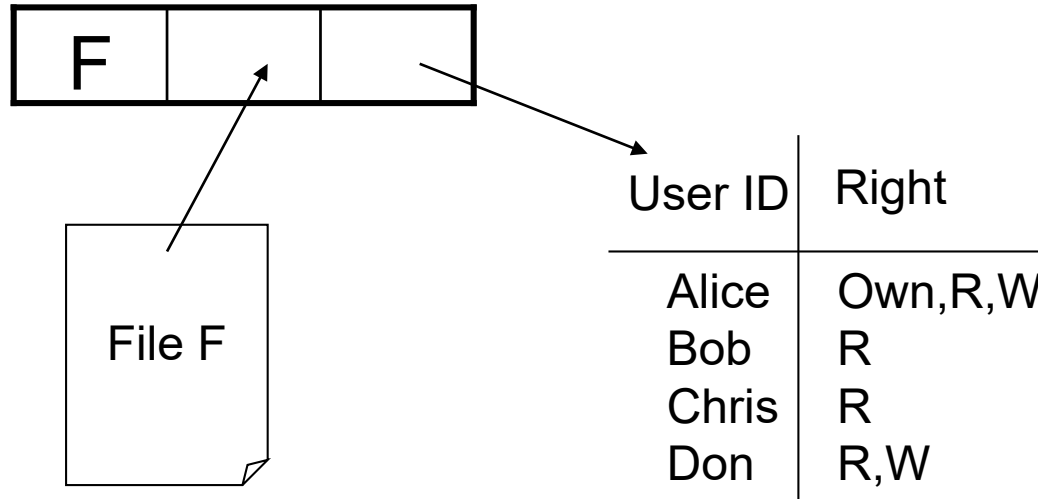 F
User ID Right
Alice Own,R,W
Bob R
Chris R
Don R,W
File F